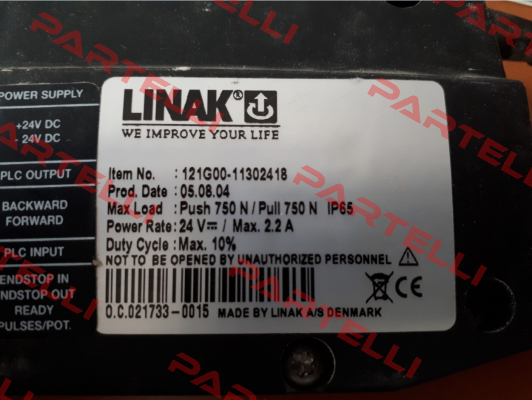 POWER SUPPLY
+24V DC
- 24V DC
PLC OUTPUT
BACKWARD
FORWARD
PLC INPUT
ENDSTOP IN
NDSTOP OUT
READY
PULSES/POT.
LINAK®
WE IMPROVE YOUR LIFE
Item No. : 121G00-11302418
Prod. Date : 05.08.04
Max Load : Push 750 N / Pull 750 N IP65
Power Rate : 24 V⎓ / Max. 2.2 A
Duty Cycle : Max. 10%
NOT TO BE OPENED BY UNAUTHORIZED PERSONNEL
O.C.021733-0015 MADE BY LINAK A/S DENMARK
PARTELLI
PARTELLI
PARTELLI
PARTELLI
PARTELLI
PARTELLI